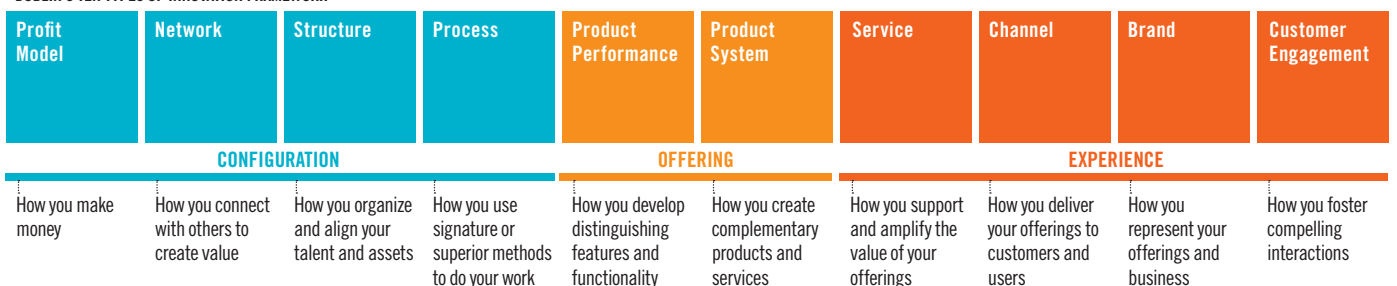 Profit
Model
Network
Structure
Process
Product
Performance
Product
System
Service
Channel
Brand
Customer
Engagement
CONFIGURATION
OFFERING
EXPERIENCE
How you make
money
How you connect
with others to
create value
How you organize
and align your
talent and assets
How you use
signature or
superior methods
to do your work
How you develop
distinguishing
features and
functionality
How you create
complementary
products and
services
How you support
and amplify the
value of your
offerings
How you deliver
your offerings to
customers and
users
How you
represent your
offerings and
business
How you foster
compelling
interactions